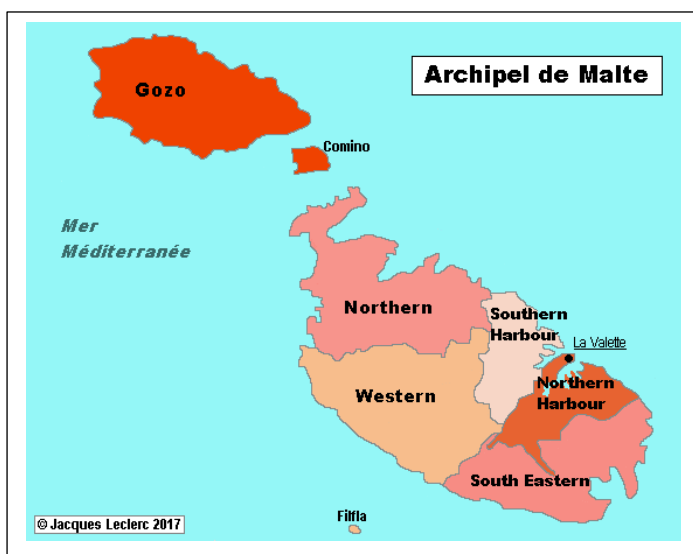 Archipel de Malte
Gozo
Comino
Mer
Méditerranée
Northern
Southern
Harbour
La Valette
Northern
Harbour
Western
South Eastern
Filfla
© Jacques Leclerc 2017